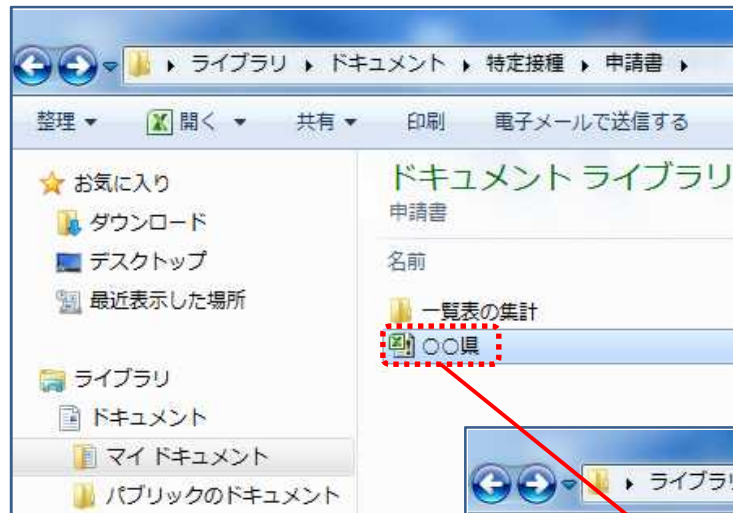 ライブラリ ▸ ドキュメント ▸ 特定接種 ▸ 申請書 ▸
整理 ▼ 開く ▼ 共有 ▼ 印刷 電子メールで送信する
お気に入り
ダウンロード
デスクトップ
最近表示した場所
ライブラリ
ドキュメント
マイ ドキュメント
パブリックのドキュメント
ドキュメント ライブラリ
申請書
名前
一覧表の集計
○○県
▸ ライブラリ